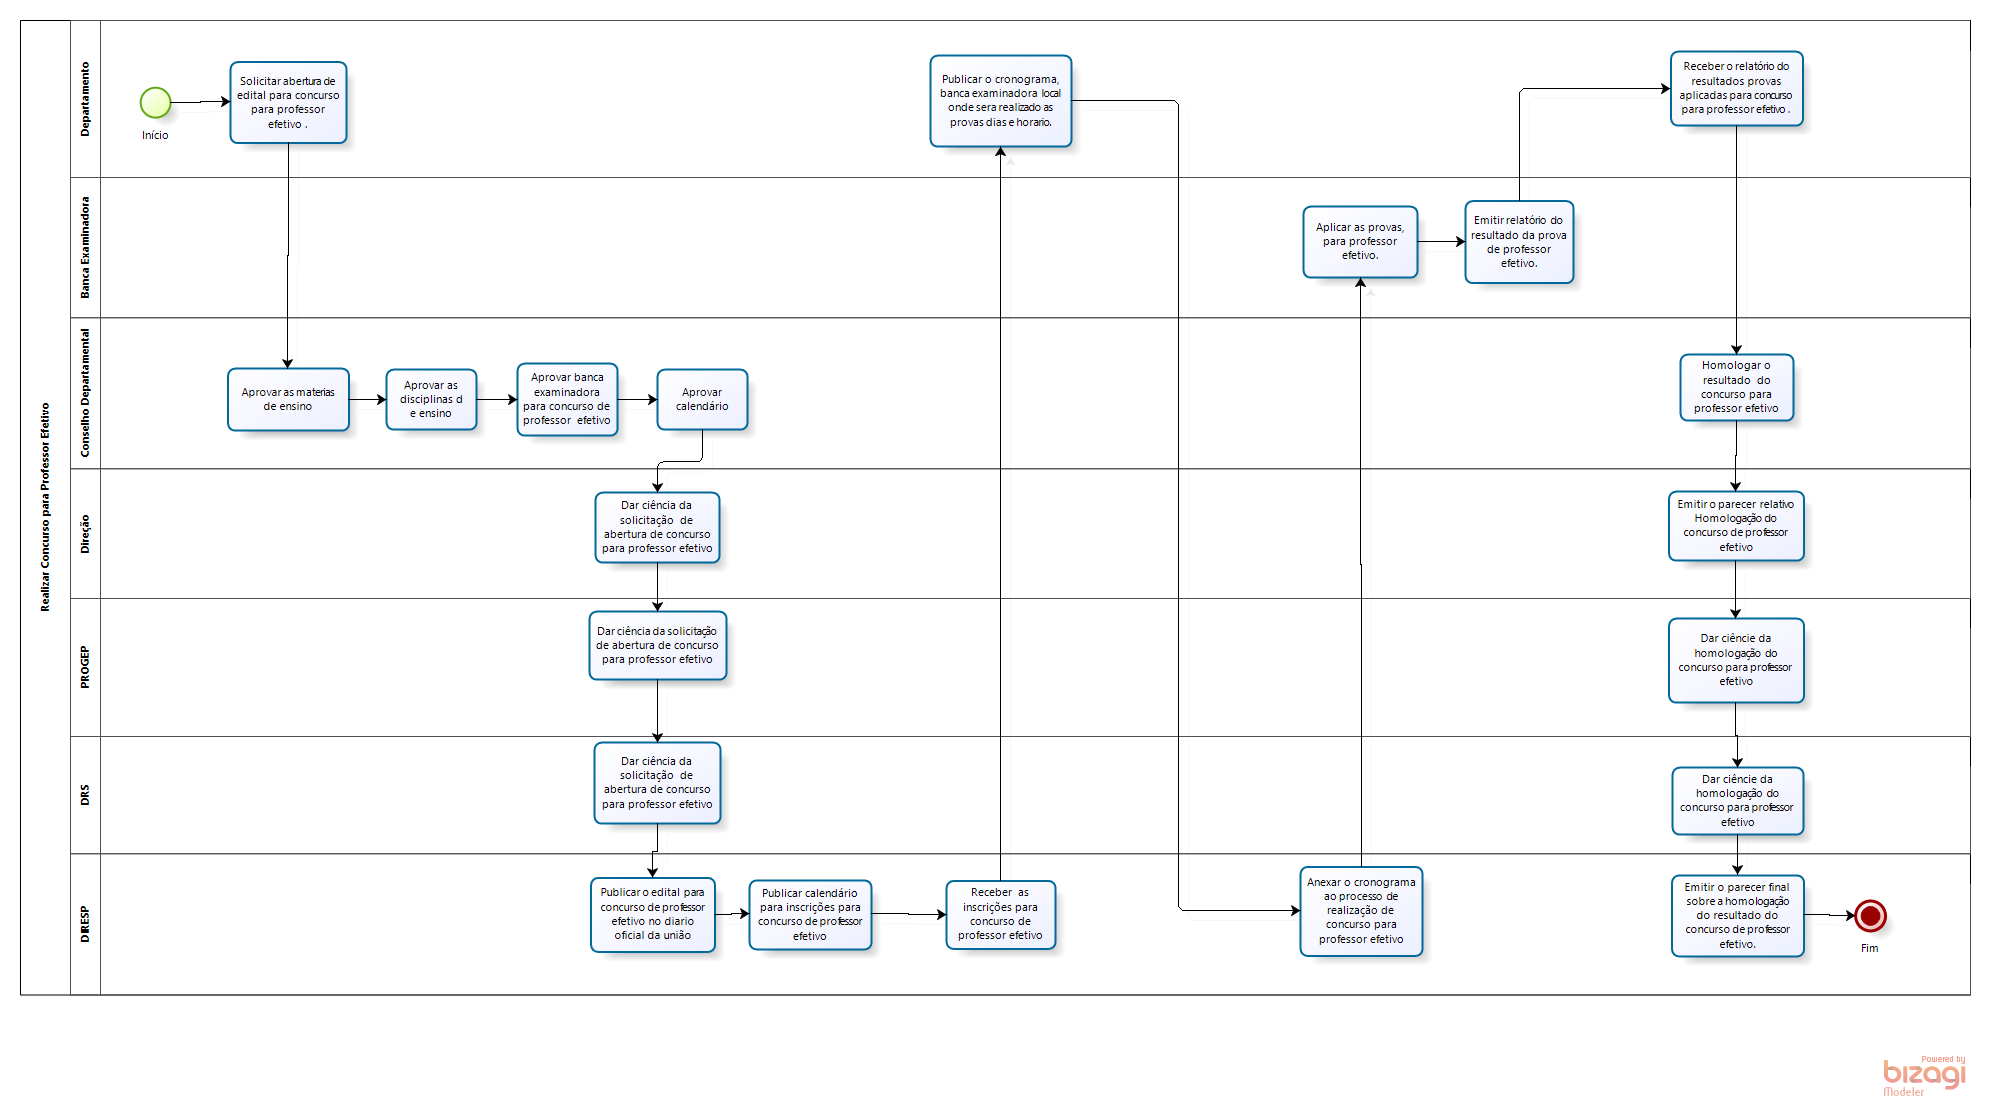 Realizar Concurso para Professor Efetivo
Departamento
Início
Solicitar abertura de
edital para concurso
para professor
efetivo .
Publicar o cronograma,
banca examinadora local
onde sera realizado as
provas dias e horario.
Receber o relatório do
resultados provas
aplicadas para concurso
para professor efetivo .
Banca Examinadora
Aplicar as provas,
para professor
efetivo.
Emitir relatório do
resultado da prova
de professor
efetivo.
Conselho Departamental
Aprovar as materias
de ensino
Aprovar as
disciplinas d
e ensino
Aprovar banca
examinadora
para concurso de
professor efetivo
Aprovar
calendário
Homologar o
resultado do
concurso para
professor efetivo
Direção
Dar ciência da
solicitação de
abertura de concurso
para professor efetivo
Emitir o parecer relativo
Homologação do
concurso de professor
efetivo
PROGEP
Dar ciência da solicitação
de abertura de concurso
para professor efetivo
Dar ciêncie da
homologação do
concurso para professor
efetivo
DRS
Dar ciência da
solicitação de
abertura de concurso
para professor efetivo
Dar ciêncie da
homologação do
concurso para professor
efetivo
DIRESP
Publicar o edital para
concurso de professor
efetivo no diario
oficial da união
Publicar calendário
para inscrições para
concurso de professor
efetivo
Receber as
inscrições para
concurso de
professor efetivo
Anexar o cronograma
ao processo de
realização de
concurso para
professor efetivo
Emitir o parecer final
sobre a homologação
do resultado do
concurso de professor
efetivo.
Fim
Powered by
bizagi
Modeler